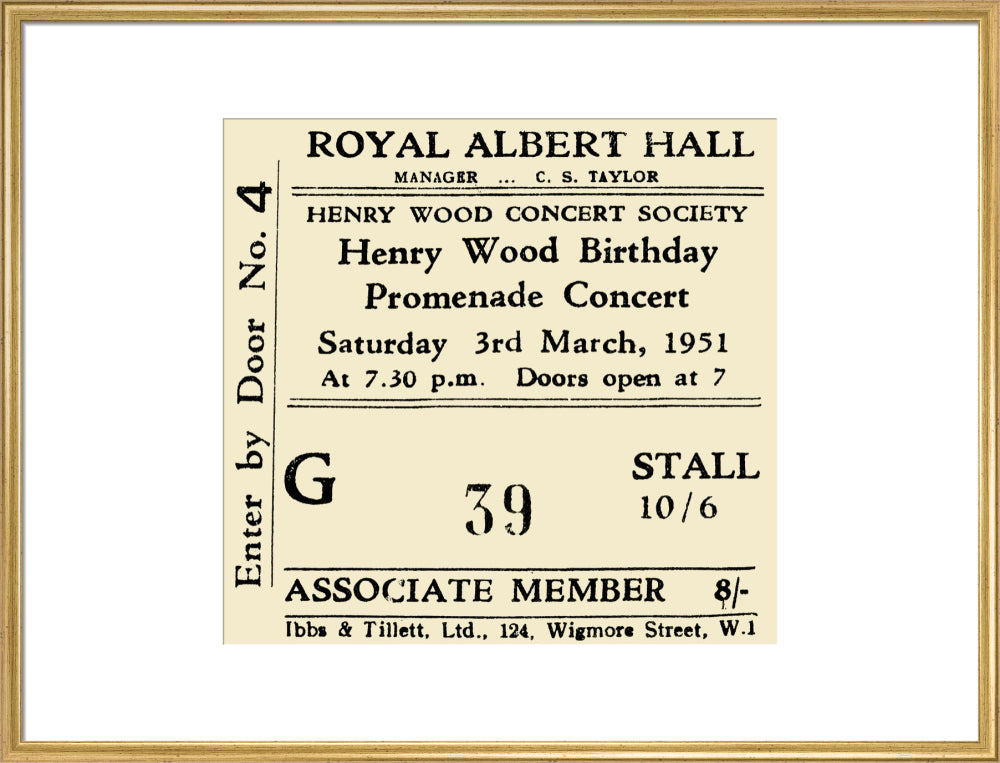 ROYAL ALBERT HALL
MANAGER ... C. S. TAYLOR
HENRY WOOD CONCERT SOCIETY
Henry Wood Birthday
Promenade Concert
Saturday 3rd March, 1951
At 7.30 p.m. Doors open at 7
Enter by Door No. 4
G
39
STALL
10/6
ASSOCIATE MEMBER 8/-
Ibbs & Tillett, Ltd., 124, Wigmore Street, W.1